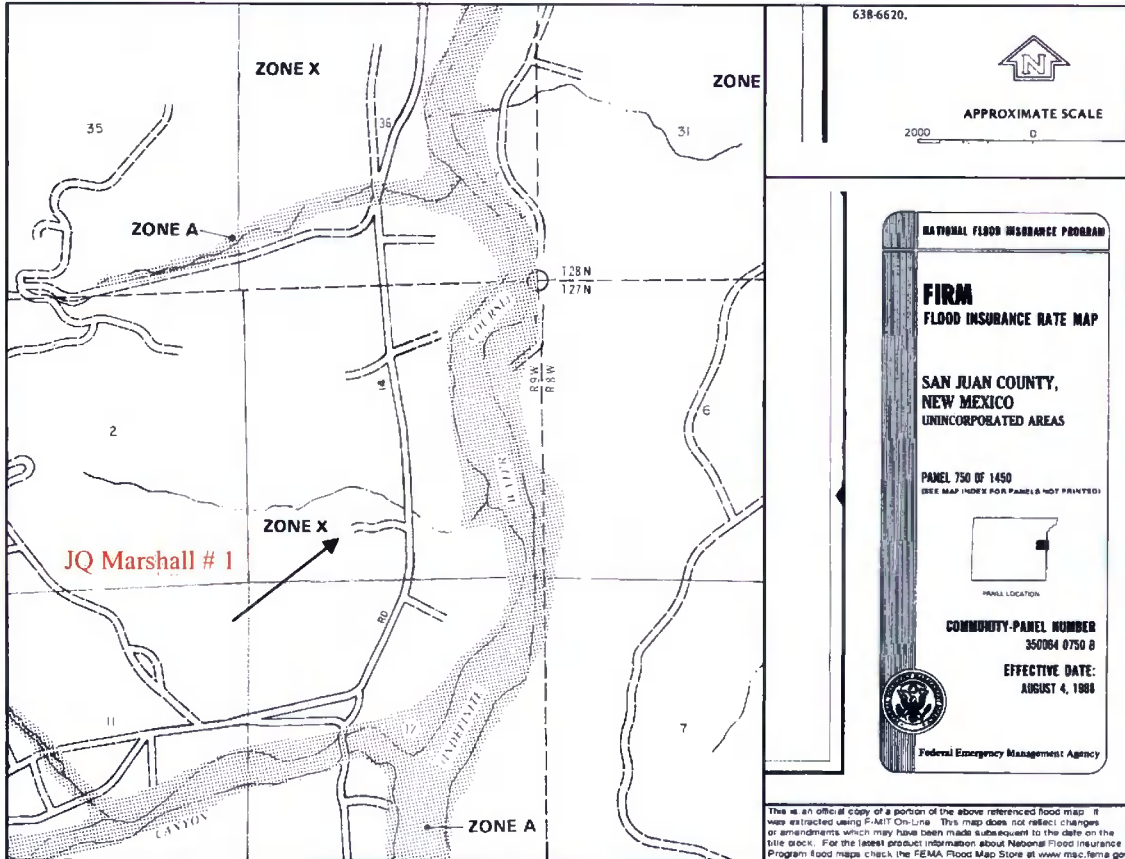 ZONE X
ZONE
35
36
31
ZONE A
T28N
T27N
R9W
R8W
14
2
6
ZONE X
JQ Marshall # 1
RD
11
12
7
CANYON
ZONE A
638-6620.
N
APPROXIMATE SCALE
2000 0
NATIONAL FLOOD INSURANCE PROGRAM
FIRM
FLOOD INSURANCE RATE MAP
SAN JUAN COUNTY,
NEW MEXICO
UNINCORPORATED AREAS
PANEL 750 OF 1450
(SEE MAP INDEX FOR PANELS NOT PRINTED)
PANEL LOCATION
COMMUNITY-PANEL NUMBER
350064 0750 B
EFFECTIVE DATE:
AUGUST 4, 1988
Federal Emergency Management Agency
This is an official copy of a portion of the above referenced flood map It
was extracted using F-MIT On-Line This map does not reflect changes
or amendments which may have been made subsequent to the date on the
title block. For the latest product information about National Flood Insurance
Program flood maps check the FEMA Flood Map Store at www.msc.fema.go